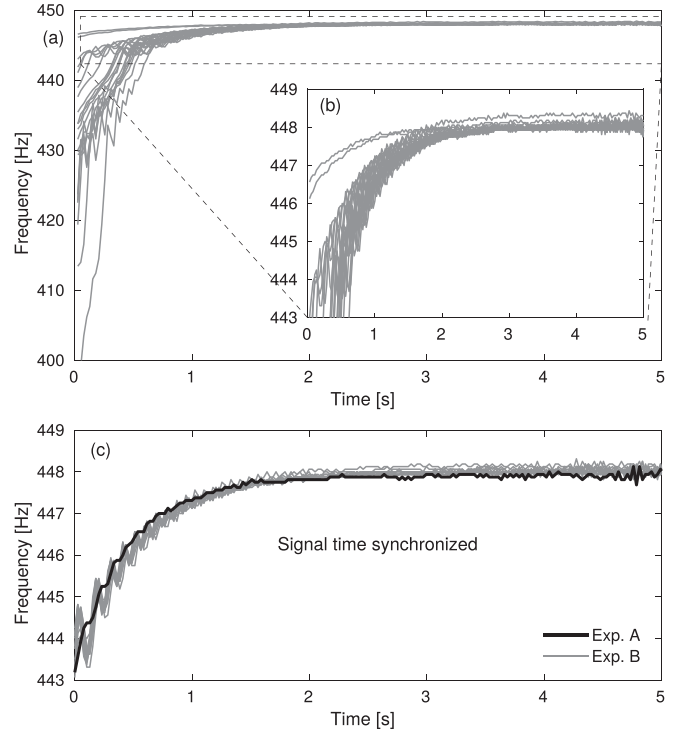 450
(a)
440
430
420
410
400
Frequency [Hz]
0 1 2 3 4 5
Time [s]
449
(b)
448
447
446
445
444
443
0 1 2 3 4 5
449
(c)
448
447
446
445
444
443
Frequency [Hz]
Signal time synchronized
Exp. A
Exp. B
0 1 2 3 4 5
Time [s]